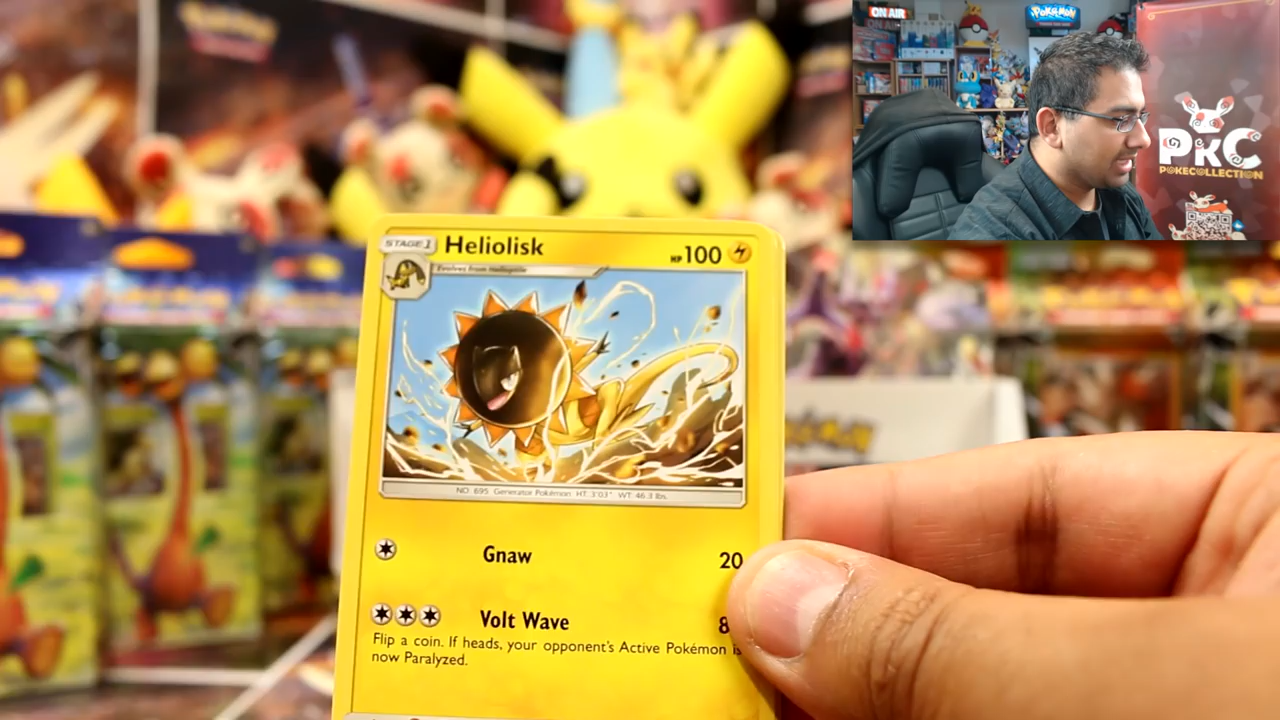 ON AIR
Pokémon
PKC
POKECOLLECTION
STAGE 1 Heliolisk HP 100
Evolves from Helioptile
NO. 695 Generator Pokémon HT: 3'03" WT: 46.3 lbs.
Gnaw 20
Volt Wave 8
Flip a coin. If heads, your opponent's Active Pokémon is
now Paralyzed.